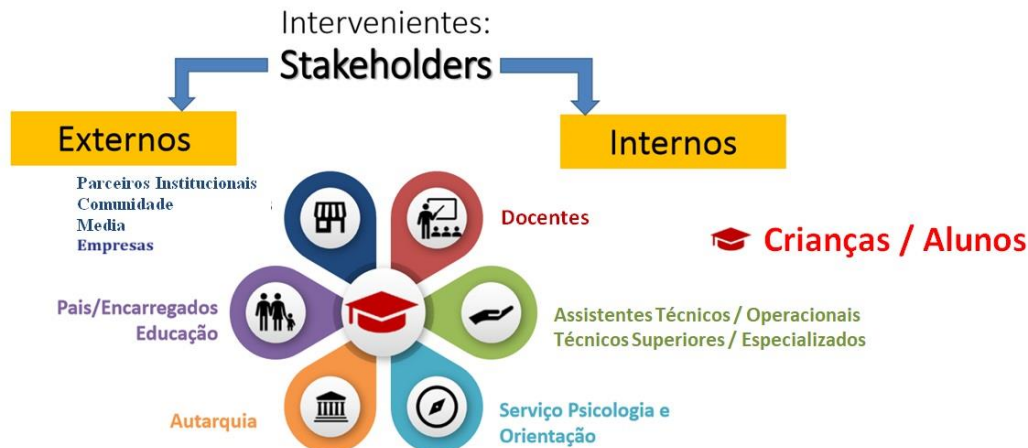 Intervenientes:
Stakeholders
Externos
Internos
Parceiros Institucionais
Comunidade
Media
Empresas
Docentes
Crianças / Alunos
Pais/Encarregados
Educação
Assistentes Técnicos / Operacionais
Técnicos Superiores / Especializados
Autarquia
Serviço Psicologia e
Orientação